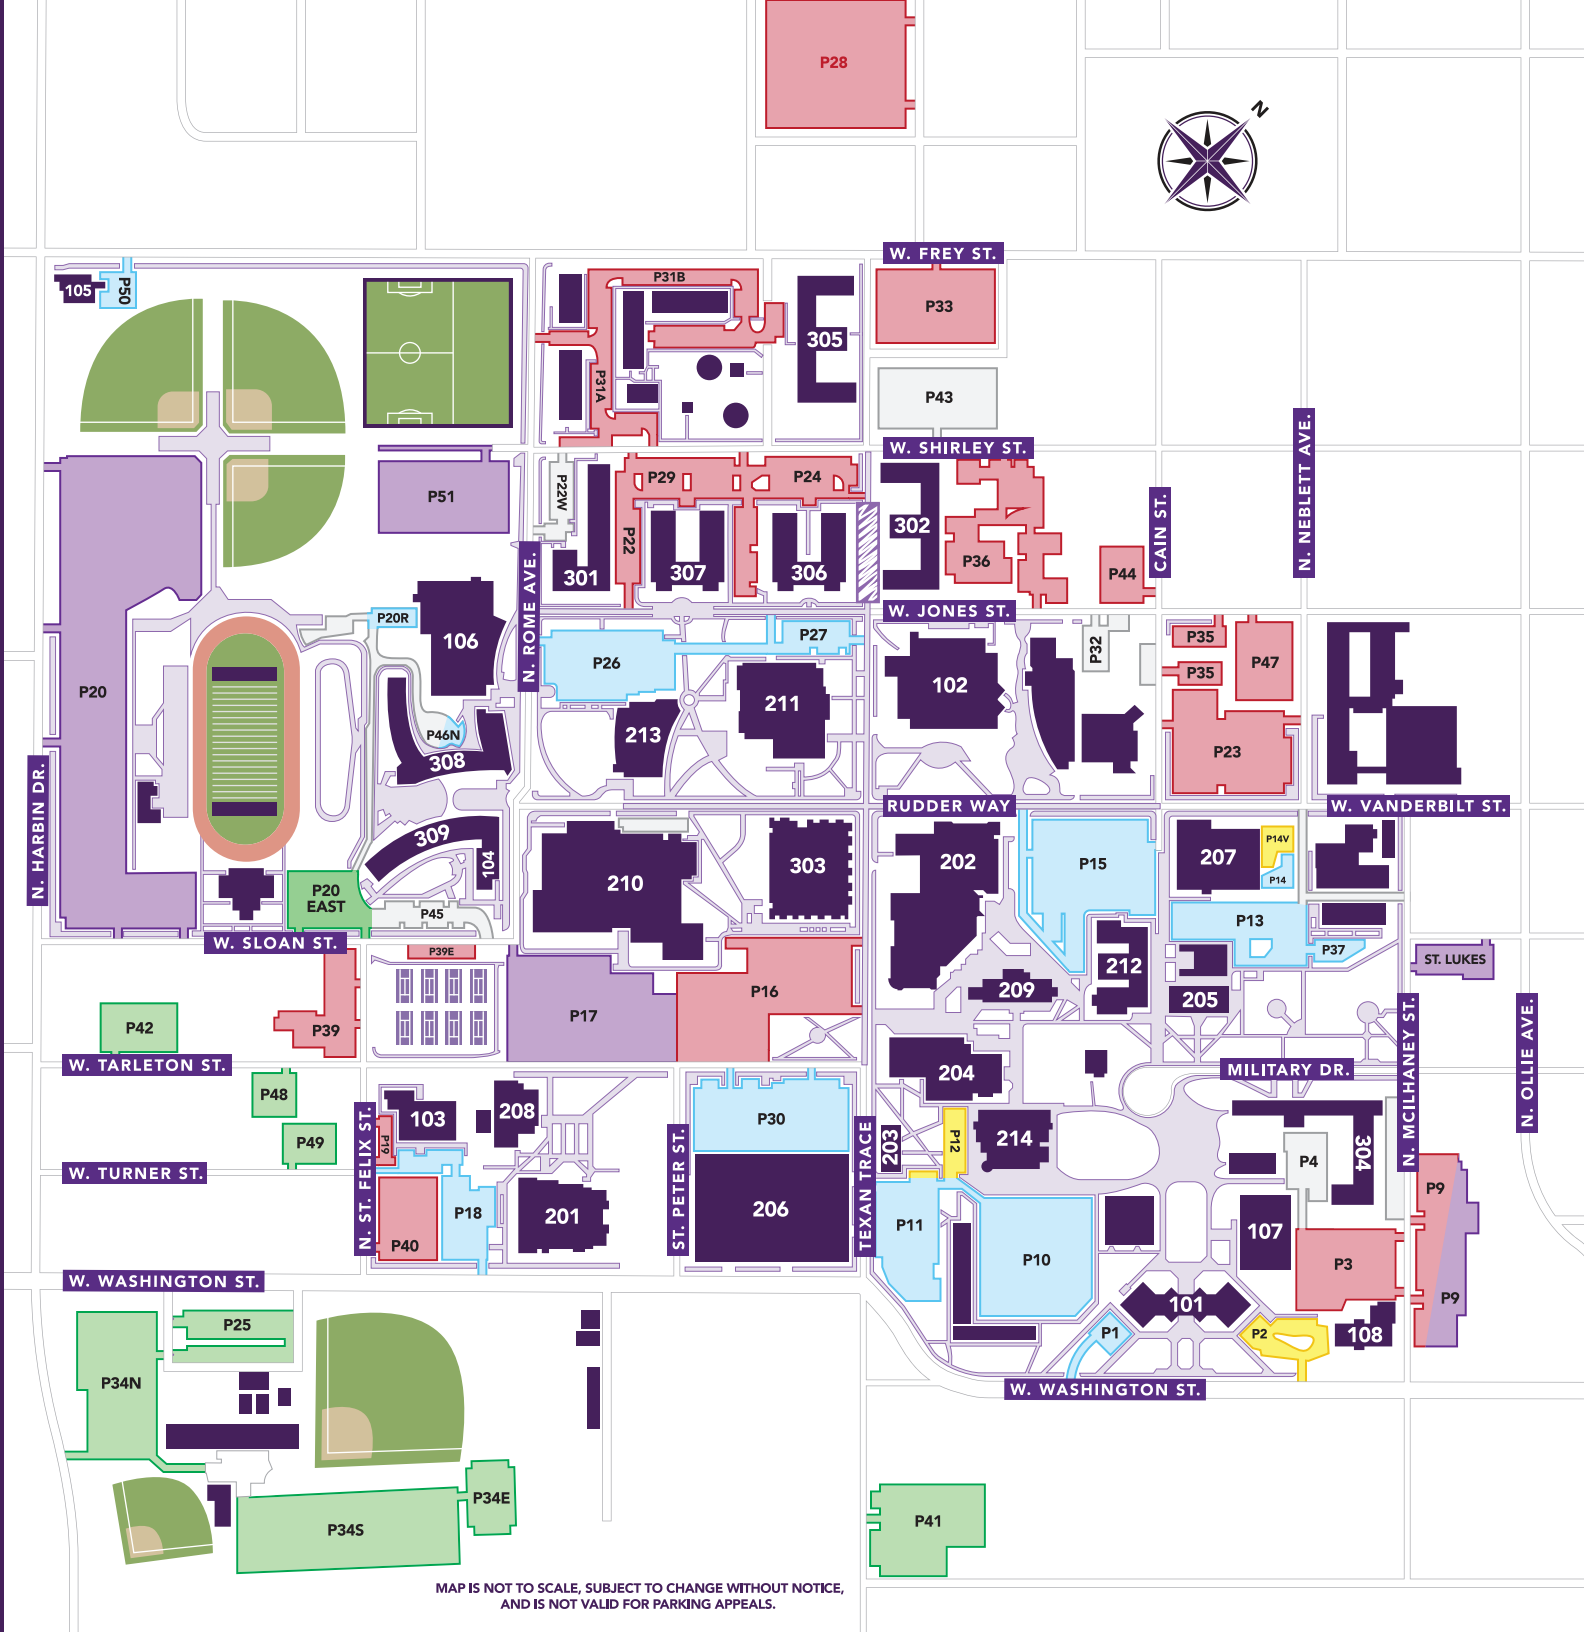 P28
N
W. FREY ST.
105
P50
P31B
P33
305
P31A
P43
W. SHIRLEY ST.
N. NEBLETT AVE.
P51
P22W
P29
P24
302
CAIN ST.
P22
P36
301
307
306
P44
N. ROME AVE.
W. JONES ST.
P20R
106
P26
P27
P32
P35
P47
P35
102
P20
211
213
P46N
308
P23
N. HARBIN DR.
RUDDER WAY
W. VANDERBILT ST.
309
104
210
303
202
P15
207
P14V
P14
P20
EAST
P45
P13
W. SLOAN ST.
P39E
P37
ST. LUKES
212
209
P16
205
P17
P42
P39
N. MCILHANEY ST.
N. OLLIE AVE.
W. TARLETON ST.
MILITARY DR.
204
P48
208
103
P30
N. ST. FELIX ST.
P19
P49
ST. PETER ST.
TEXAN TRACE
203
P12
214
P4
304
W. TURNER ST.
P9
P18
201
206
P11
P40
P10
107
P3
W. WASHINGTON ST.
P9
101
P25
P1
P2
108
P34N
W. WASHINGTON ST.
P34E
P34S
P41
MAP IS NOT TO SCALE, SUBJECT TO CHANGE WITHOUT NOTICE,
AND IS NOT VALID FOR PARKING APPEALS.